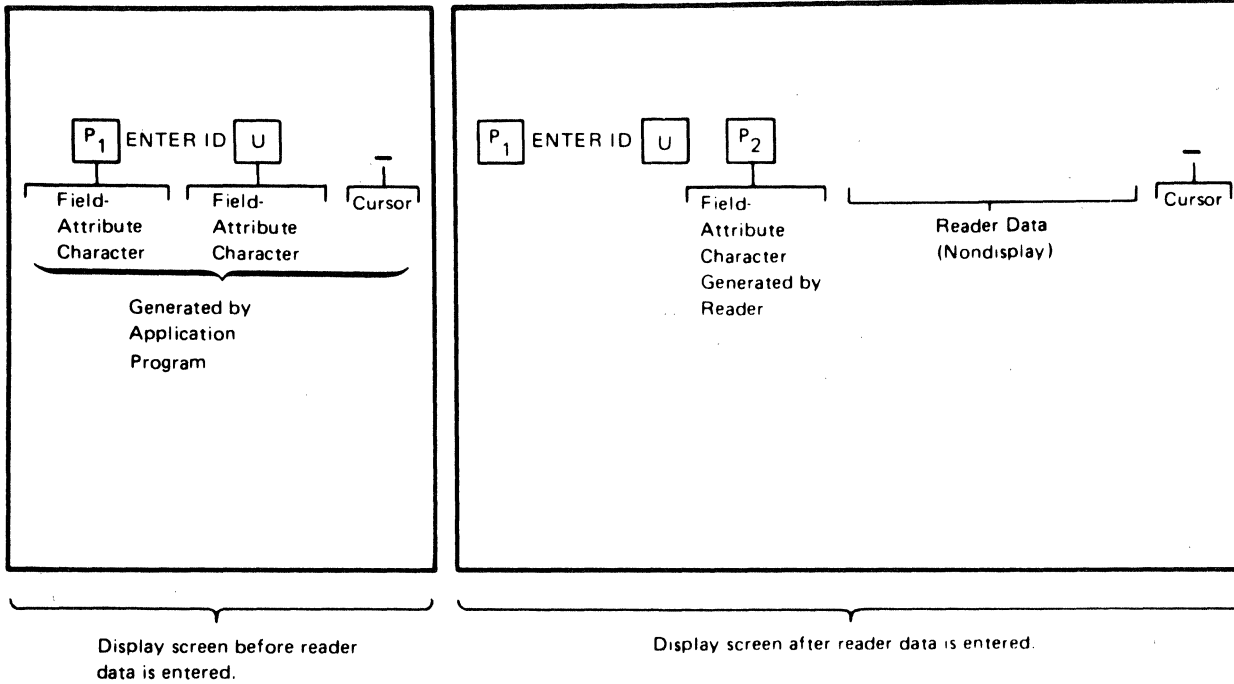 P1 ENTER ID U
Field-
Attribute
Character
Field-
Attribute
Character
Cursor
Generated by
Application
Program
Display screen before reader
data is entered.
P1 ENTER ID U P2
Field-
Attribute
Character
Generated by
Reader
Reader Data
(Nondisplay)
Cursor
Display screen after reader data is entered.